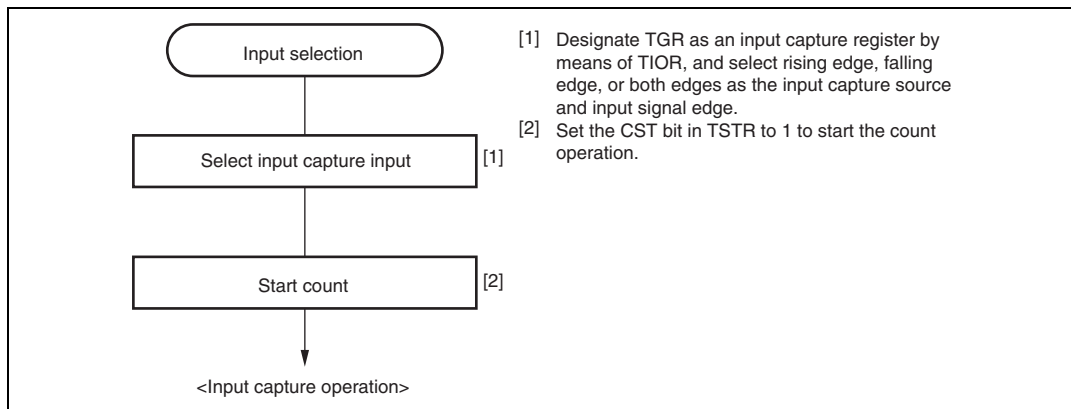 Input selection
Select input capture input
[1]
Start count
[2]
<Input capture operation>
[1] Designate TGR as an input capture register by
means of TIOR, and select rising edge, falling
edge, or both edges as the input capture source
and input signal edge.
[2] Set the CST bit in TSTR to 1 to start the count
operation.